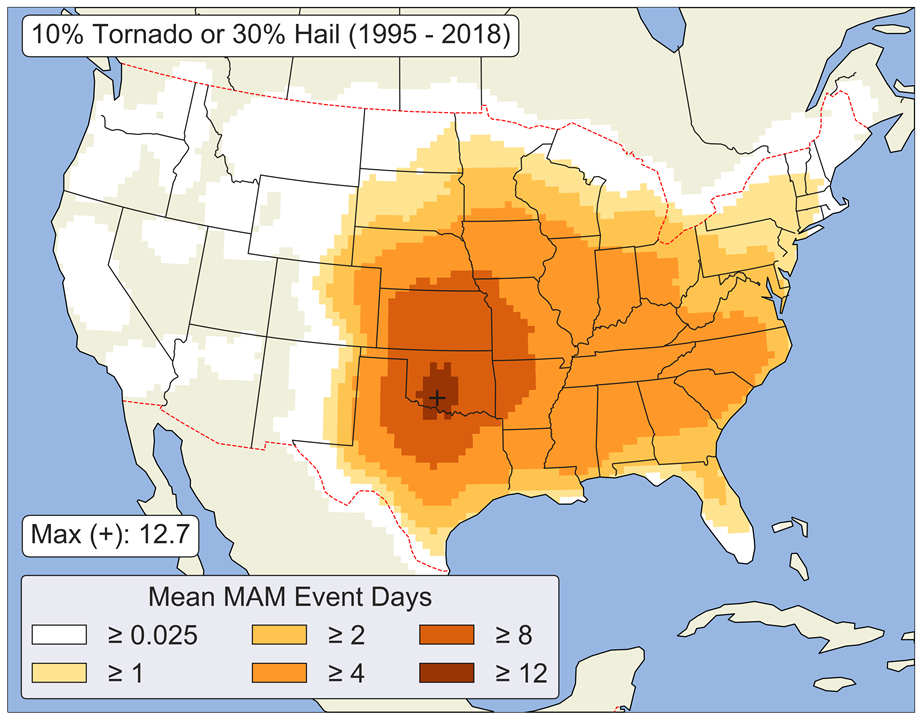 10% Tornado or 30% Hail (1995 - 2018)
+
Max (+): 12.7
Mean MAM Event Days
≥ 0.025 ≥ 2 ≥ 8
≥ 1 ≥ 4 ≥ 12